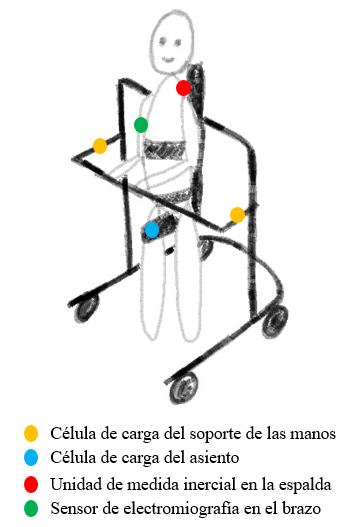 Célula de carga del soporte de las manos
Célula de carga del asiento
Unidad de medida inercial en la espalda
Sensor de electromiografía en el brazo